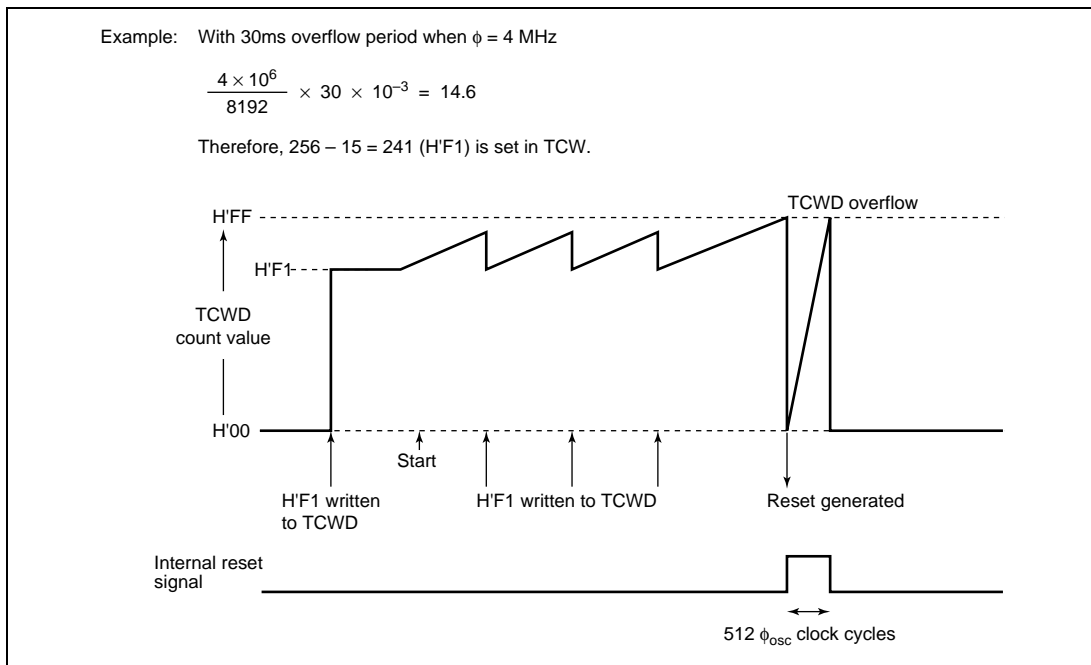 Example: With 30ms overflow period when ϕ = 4 MHz
4 × 10⁶
8192
× 30 × 10⁻³ = 14.6
Therefore, 256 – 15 = 241 (H'F1) is set in TCW.
TCWD overflow
H'FF
H'F1
TCWD
count value
H'00
Start
H'F1 written
to TCWD
H'F1 written to TCWD
Reset generated
Internal reset
signal
512 ϕosc clock cycles